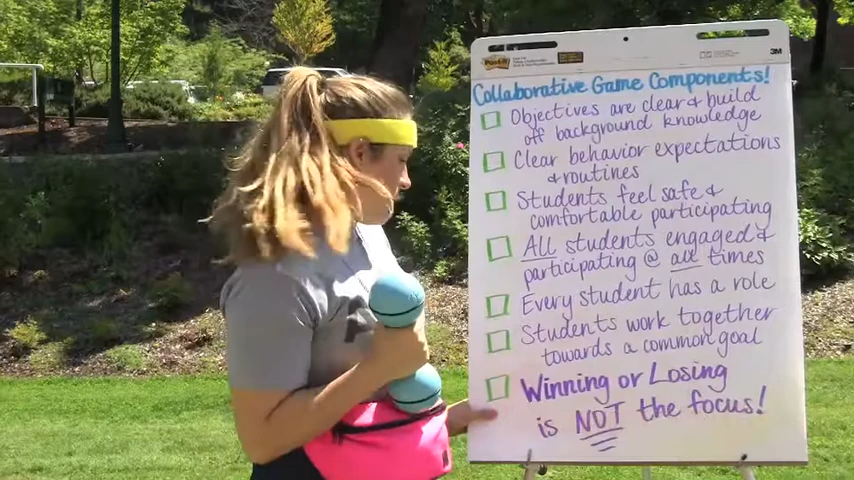 Post-it
3M
Collaborative Game Components!
Objectives are clear & build
off background knowledge
Clear behavior expectations
& routines
Students feel safe &
comfortable participating
All students engaged &
participating @ all times
Every Student has a role
Students work together
towards a common goal
Winning or Losing
is NOT the focus!